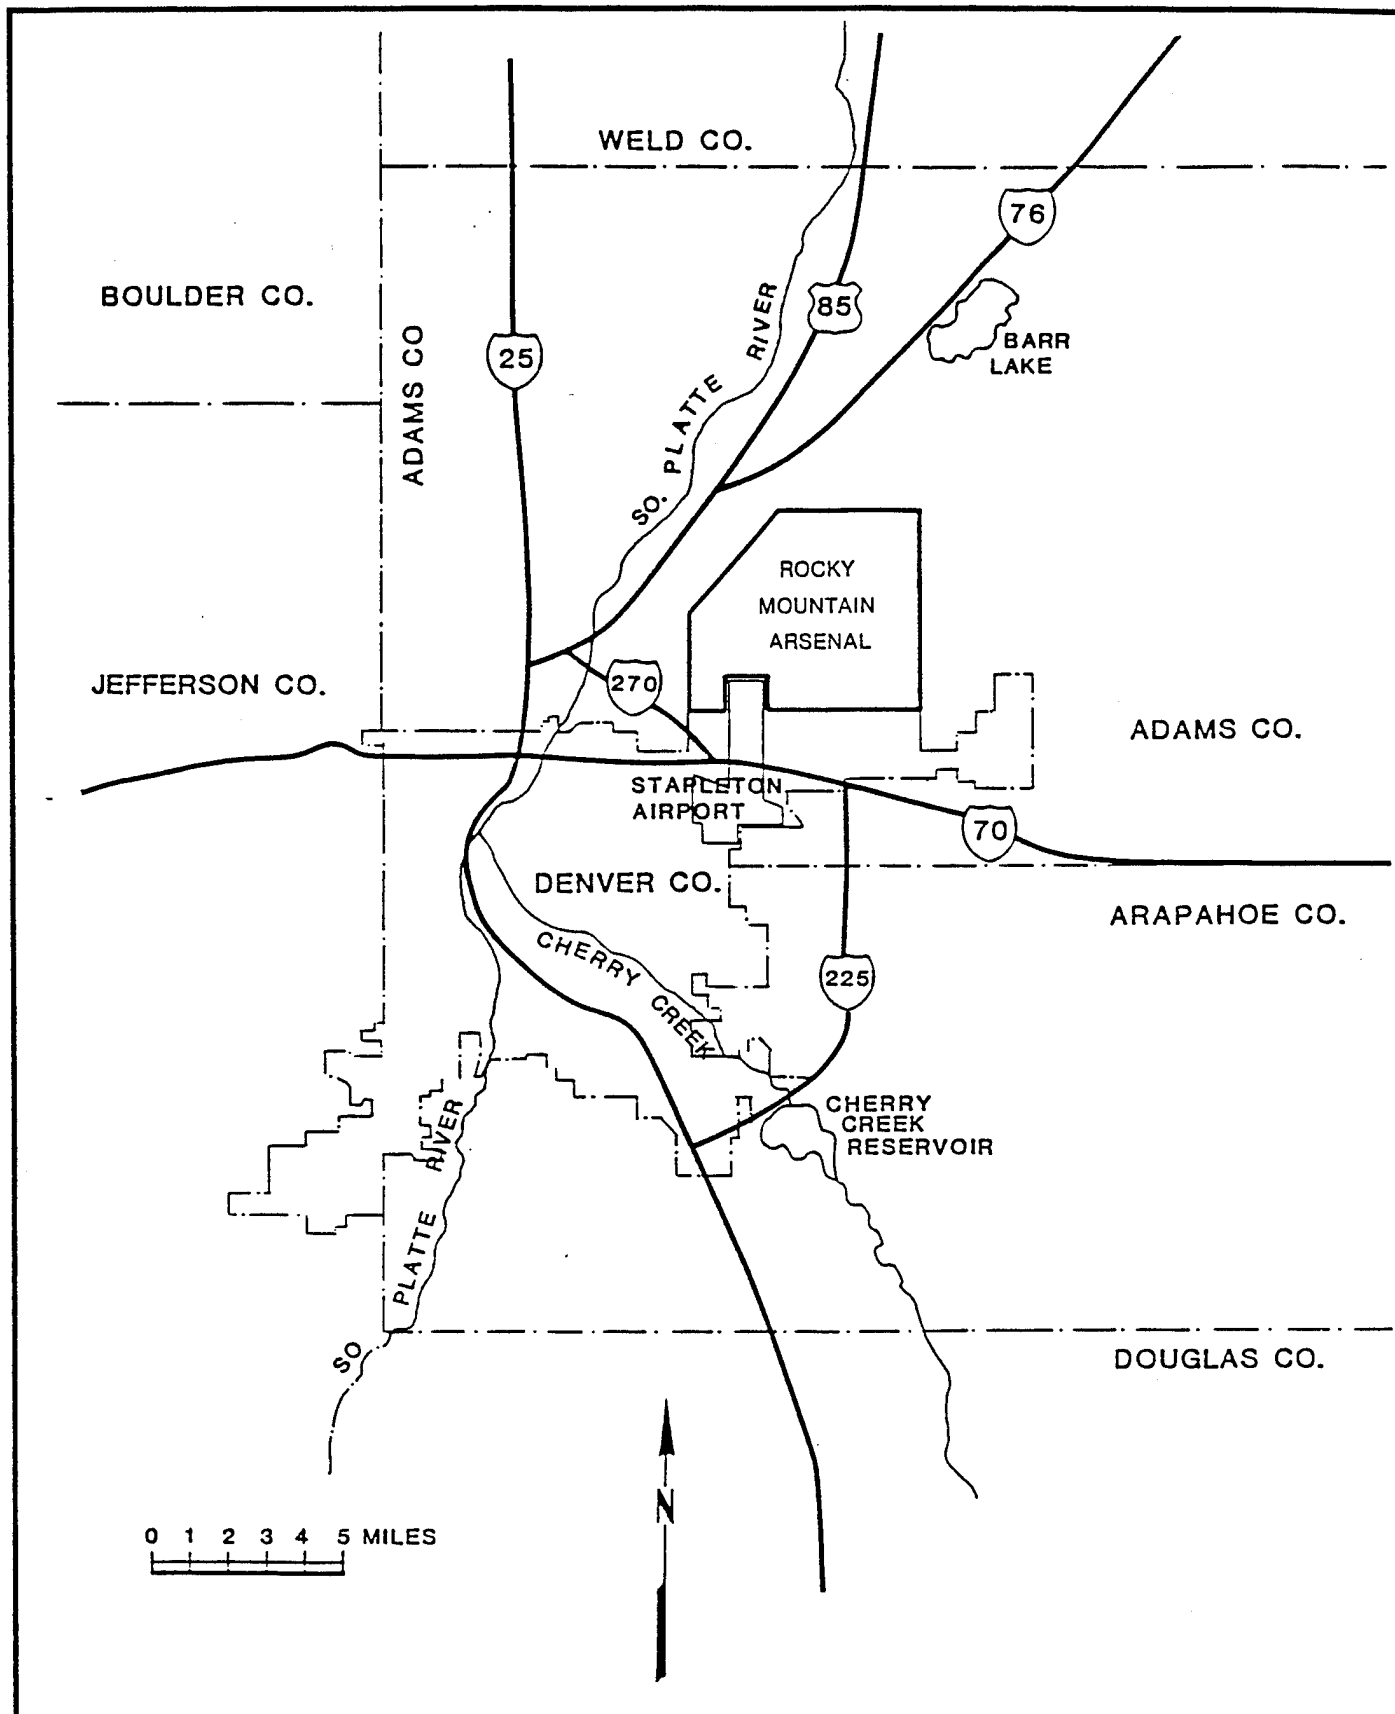 WELD CO.
76
BOULDER CO.
85
SO. PLATTE RIVER
ADAMS CO
25
BARR
LAKE
ROCKY
MOUNTAIN
ARSENAL
JEFFERSON CO.
270
ADAMS CO.
STAPLETON
AIRPORT
70
DENVER CO.
ARAPAHOE CO.
CHERRY CREEK
225
CHERRY
CREEK
RESERVOIR
SO PLATTE RIVER
DOUGLAS CO.
N
0 1 2 3 4 5 MILES